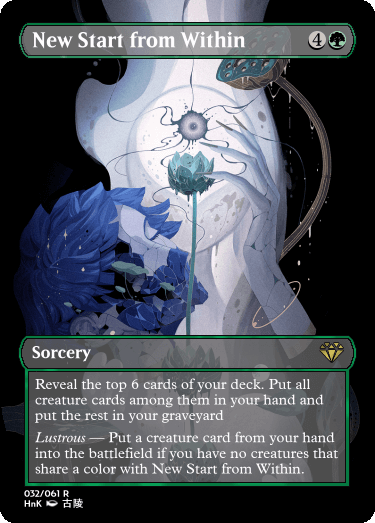 New Start from Within
4
Sorcery
Reveal the top 6 cards of your deck. Put all
creature cards among them in your hand and
put the rest in your graveyard
Lustrous — Put a creature card from your hand
into the battlefield if you have no creatures that
share a color with New Start from Within.
032/061 R
HnK 古陵